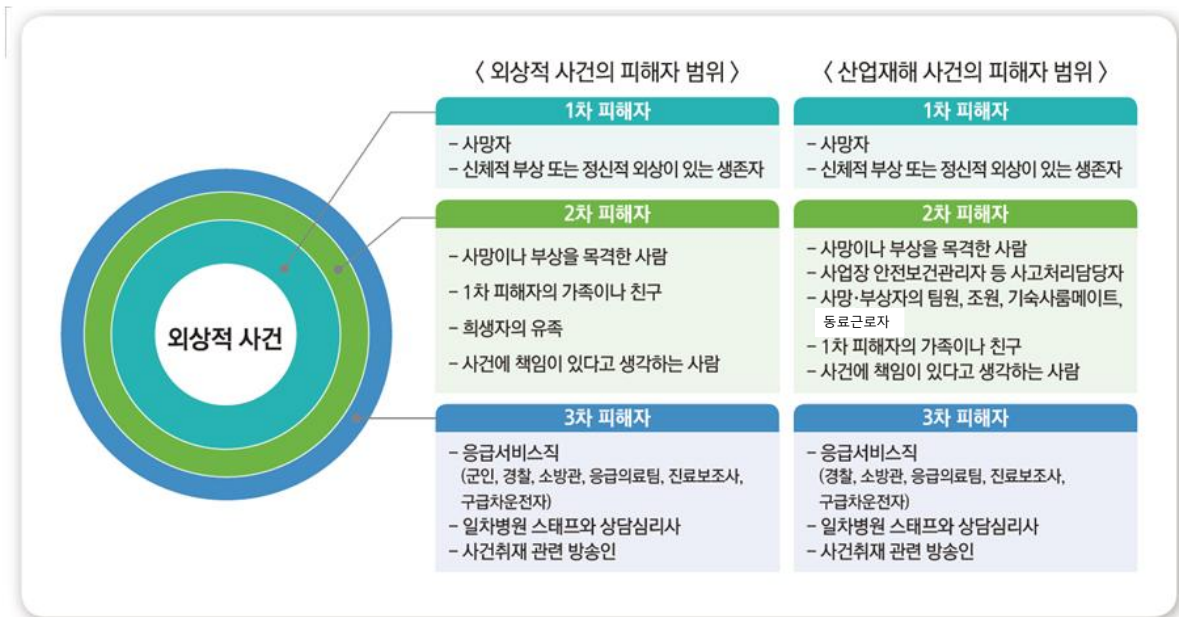 외상적 사건
〈 외상적 사건의 피해자 범위 〉
1차 피해자
– 사망자
– 신체적 부상 또는 정신적 외상이 있는 생존자
2차 피해자
– 사망이나 부상을 목격한 사람
– 1차 피해자의 가족이나 친구
– 희생자의 유족
– 사건에 책임이 있다고 생각하는 사람
3차 피해자
– 응급서비스직
(군인, 경찰, 소방관, 응급의료팀, 진료보조사,
구급차운전자)
– 일차병원 스태프와 상담심리사
– 사건취재 관련 방송인
〈 산업재해 사건의 피해자 범위 〉
1차 피해자
– 사망자
– 신체적 부상 또는 정신적 외상이 있는 생존자
2차 피해자
– 사망이나 부상을 목격한 사람
– 사업장 안전보건관리자 등 사고처리담당자
– 사망·부상자의 팀원, 조원, 기숙사룸메이트,
동료근로자
– 1차 피해자의 가족이나 친구
– 사건에 책임이 있다고 생각하는 사람
3차 피해자
– 응급서비스직
(경찰, 소방관, 응급의료팀, 진료보조사,
구급차운전자)
– 일차병원 스태프와 상담심리사
– 사건취재 관련 방송인